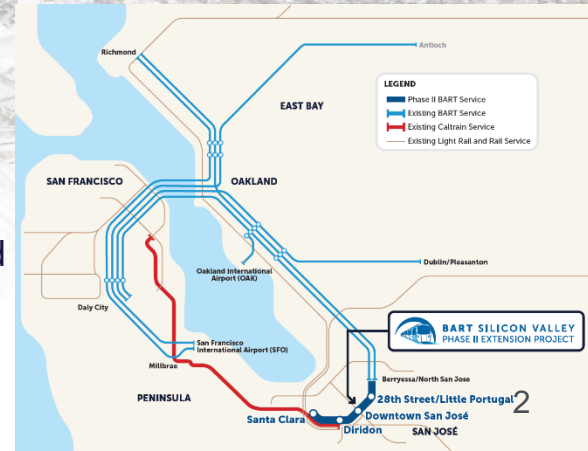 Antioch
Richmond
LEGEND
Phase II BART Service
Existing BART Service
Existing Caltrain Service
Existing Light Rail and Rail Service
EAST BAY
SAN FRANCISCO
OAKLAND
Oakland International
Airport (OAK)
Dublin/Pleasanton
Daly City
San Francisco
International Airport (SFO)
Millbrae
BART SILICON VALLEY
PHASE II EXTENSION PROJECT
Berryessa/North San Jose
PENINSULA
28th Street/Little Portugal
2
Downtown San José
Santa Clara
Diridon
SAN JOSÉ